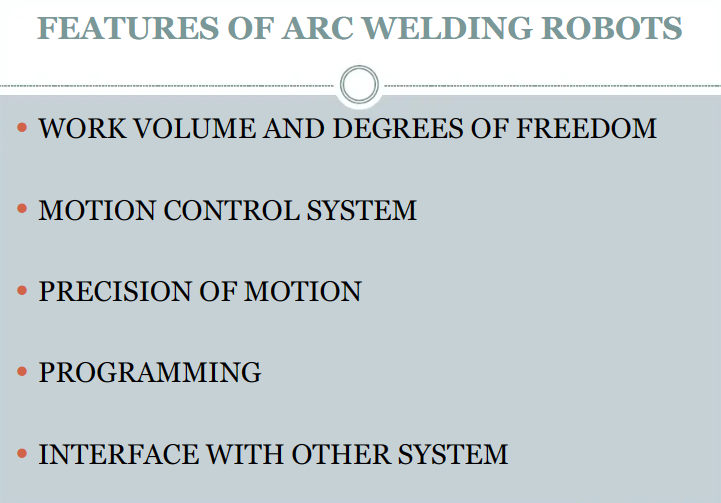 FEATURES OF ARC WELDING ROBOTS
• WORK VOLUME AND DEGREES OF FREEDOM
• MOTION CONTROL SYSTEM
• PRECISION OF MOTION
• PROGRAMMING
• INTERFACE WITH OTHER SYSTEM